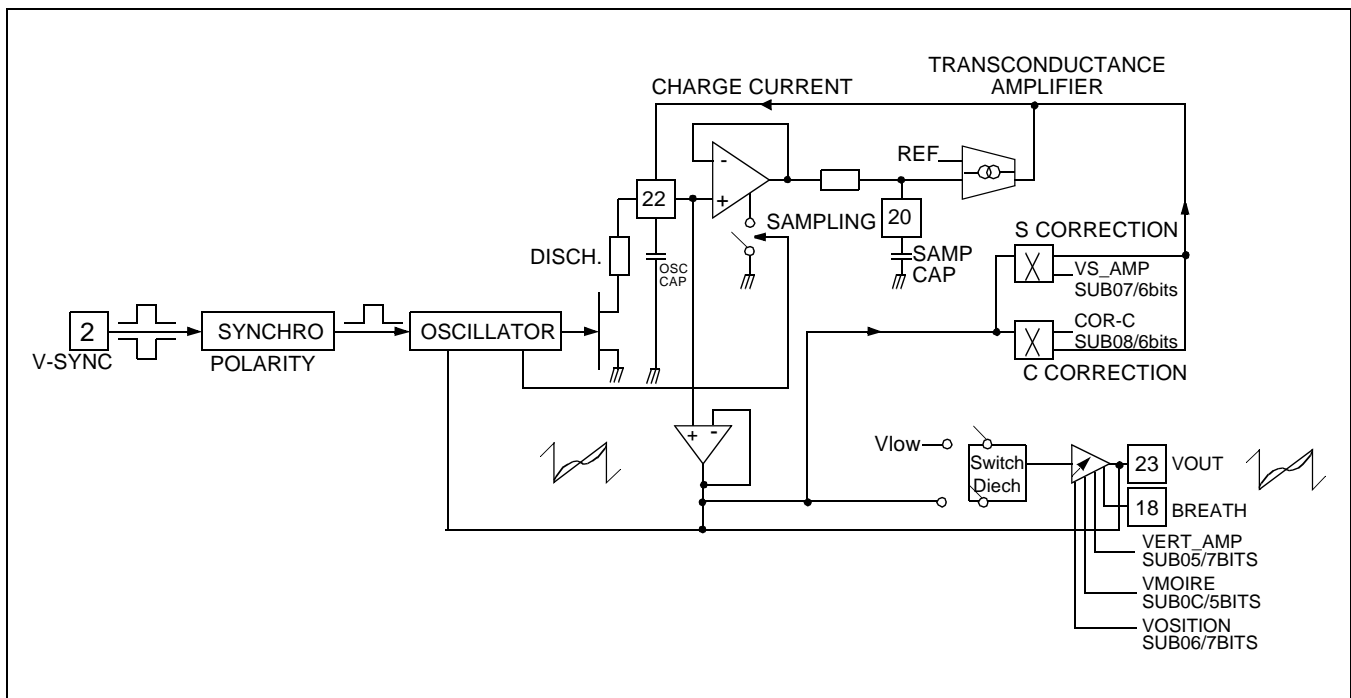 TRANSCONDUCTANCE
AMPLIFIER
CHARGE CURRENT
REF
-
+
22
20
SAMPLING
SAMP
CAP
DISCH.
OSC
CAP
S CORRECTION
VS_AMP
SUB07/6bits
COR-C
SUB08/6bits
C CORRECTION
2
V-SYNC
SYNCHRO
POLARITY
OSCILLATOR
+ -
Vlow
Switch
Diech
23
VOUT
18
BREATH
VERT_AMP
SUB05/7BITS
VMOIRE
SUB0C/5BITS
VOSITION
SUB06/7BITS